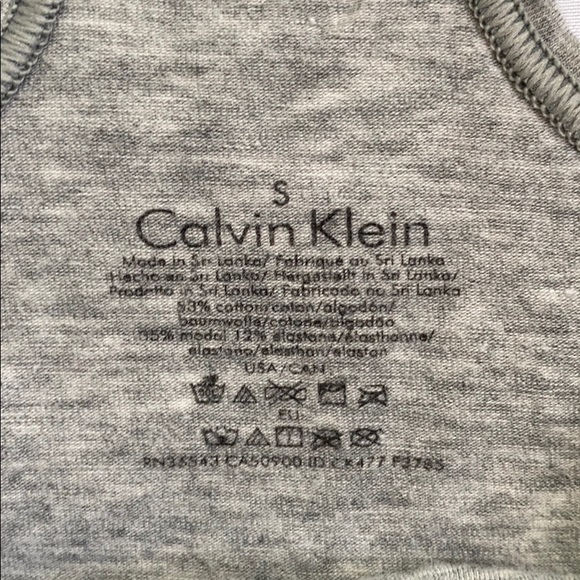 S
Calvin Klein
Made in Sri Lanka/ Fabriqué au Sri Lanka
Hecho en Sri Lanka/ Hergestellt in Sri Lanka/
Prodotto in Sri Lanka/ Fabricado no Sri Lanka
53% cotton/coton/algodón/
baumwolle/cotone/algodão
35% modal 12% elastane/élasthanne/
elastano/elasthan/elastan
USA/CAN
EU
RN36543 CA50900 ID CK477 F3785